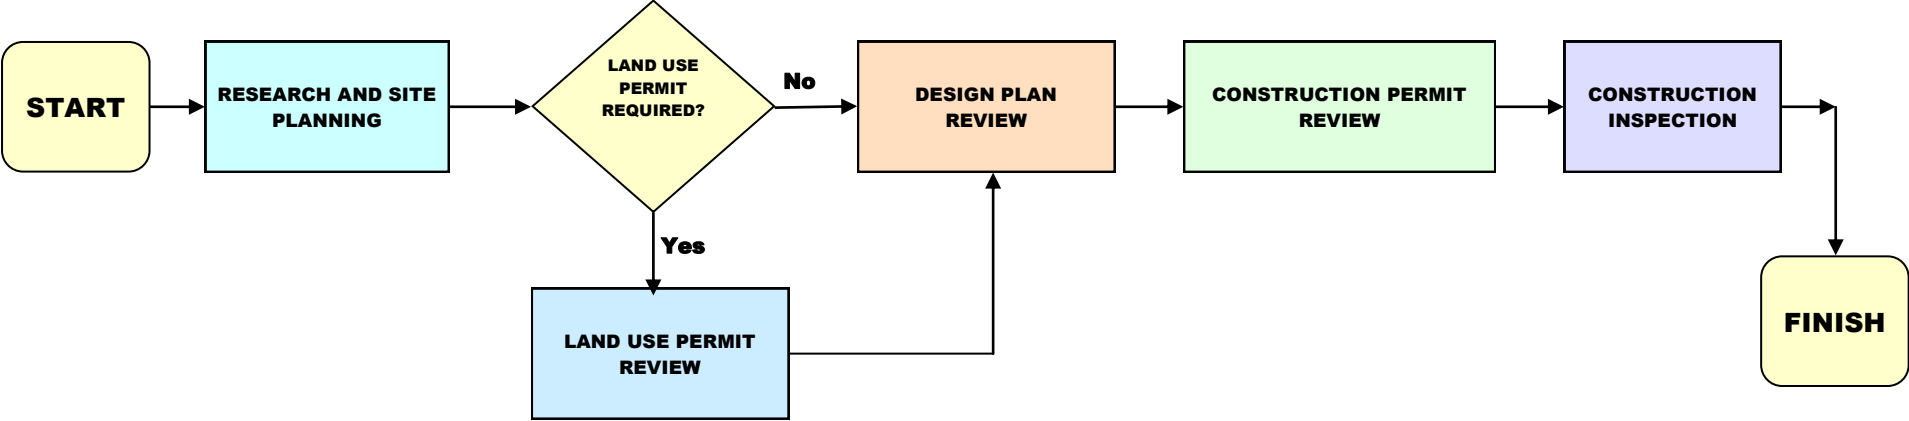 START
RESEARCH AND SITE
PLANNING
LAND USE
PERMIT
REQUIRED?
No
Yes
LAND USE PERMIT
REVIEW
DESIGN PLAN
REVIEW
CONSTRUCTION PERMIT
REVIEW
CONSTRUCTION
INSPECTION
FINISH